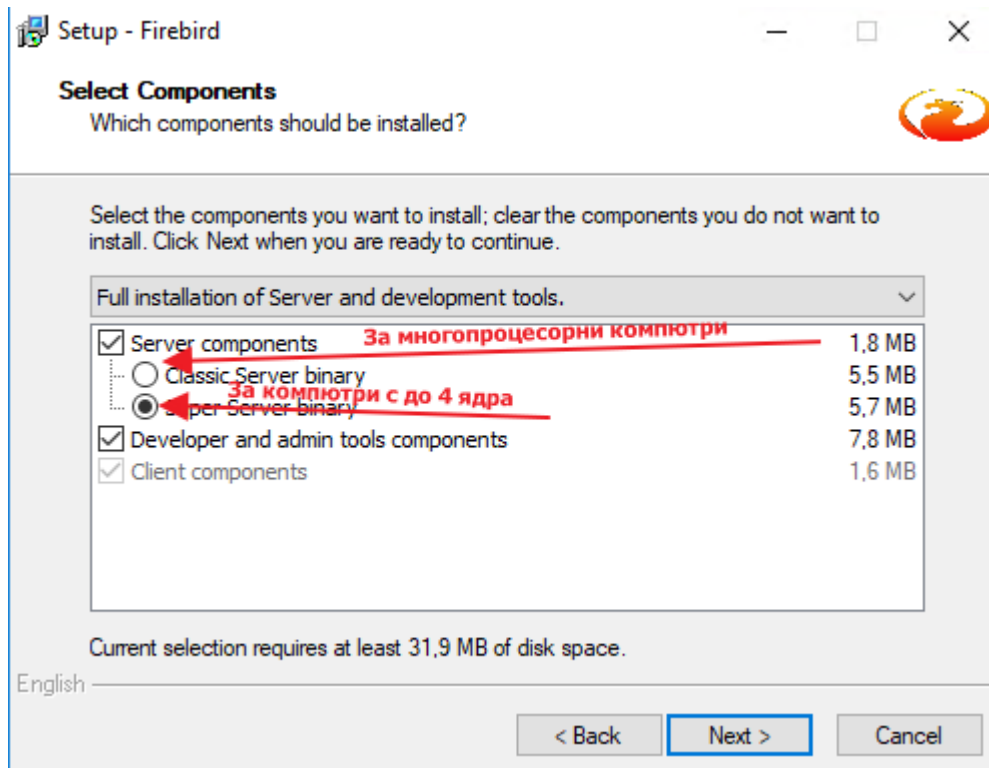 Setup - Firebird
Select Components
Which components should be installed?
Select the components you want to install; clear the components you do not want to
install. Click Next when you are ready to continue.
Full installation of Server and development tools.
Server components 1,8 MB
За многопроцесорни компютри
Classic Server binary 5,5 MB
За компютри с до 4 ядра
Super Server binary 5,7 MB
Developer and admin tools components 7,8 MB
Client components 1,6 MB
Current selection requires at least 31,9 MB of disk space.
English
< Back Next > Cancel